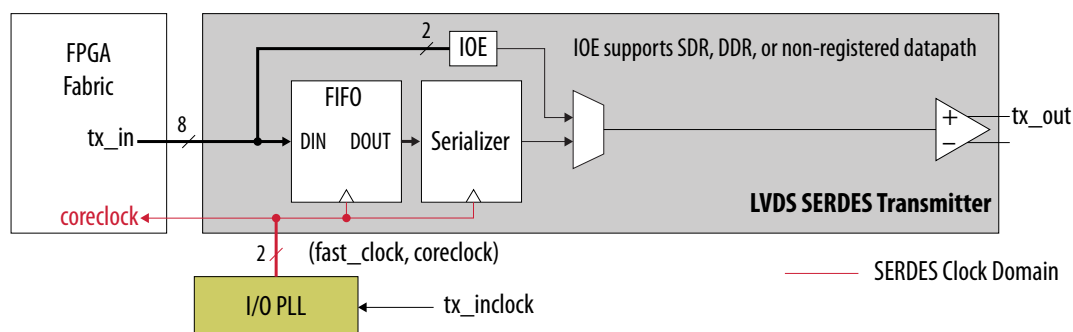 FPGA
Fabric
tx_in
8
2
IOE
IOE supports SDR, DDR, or non-registered datapath
FIFO
DIN DOUT
Serializer
+
−
tx_out
LVDS SERDES Transmitter
coreclock
2
(fast_clock, coreclock)
I/O PLL
tx_inclock
SERDES Clock Domain